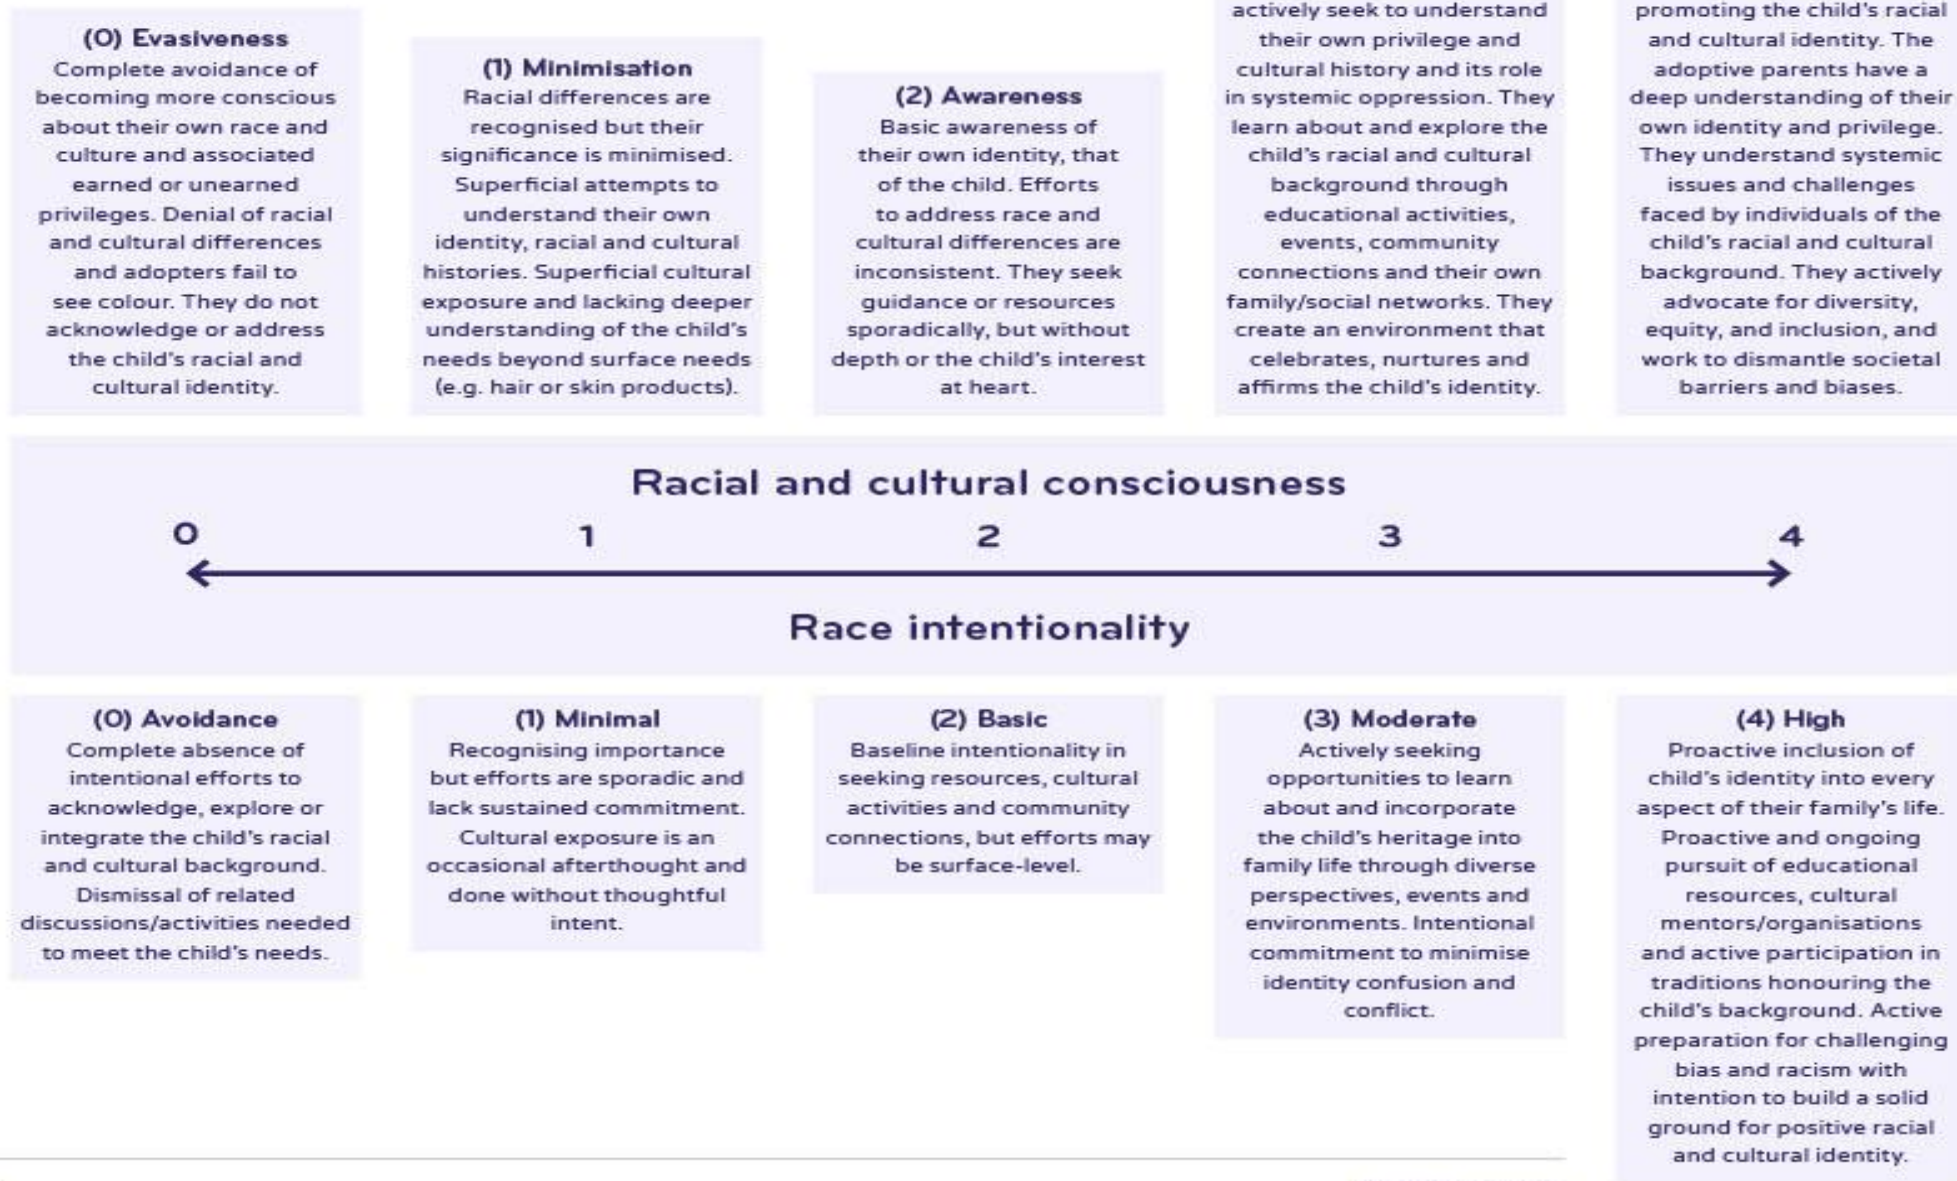 (0) Evasiveness
Complete avoidance of
becoming more conscious
about their own race and
culture and associated
earned or unearned
privileges. Denial of racial
and cultural differences
and adopters fail to
see colour. They do not
acknowledge or address
the child's racial and
cultural identity.
(1) Minimisation
Racial differences are
recognised but their
significance is minimised.
Superficial attempts to
understand their own
identity, racial and cultural
histories. Superficial cultural
exposure and lacking deeper
understanding of the child's
needs beyond surface needs
(e.g. hair or skin products).
(2) Awareness
Basic awareness of
their own identity, that
of the child. Efforts
to address race and
cultural differences are
inconsistent. They seek
guidance or resources
sporadically, but without
depth or the child's interest
at heart.
actively seek to understand
their own privilege and
cultural history and its role
in systemic oppression. They
learn about and explore the
child's racial and cultural
background through
educational activities,
events, community
connections and their own
family/social networks. They
create an environment that
celebrates, nurtures and
affirms the child's identity.
promoting the child's racial
and cultural identity. The
adoptive parents have a
deep understanding of their
own identity and privilege.
They understand systemic
issues and challenges
faced by individuals of the
child's racial and cultural
background. They actively
advocate for diversity,
equity, and inclusion, and
work to dismantle societal
barriers and biases.
Racial and cultural consciousness
0 1 2 3 4
Race intentionality
(0) Avoidance
Complete absence of
intentional efforts to
acknowledge, explore or
integrate the child's racial
and cultural background.
Dismissal of related
discussions/activities needed
to meet the child's needs.
(1) Minimal
Recognising importance
but efforts are sporadic and
lack sustained commitment.
Cultural exposure is an
occasional afterthought and
done without thoughtful
intent.
(2) Basic
Baseline intentionality in
seeking resources, cultural
activities and community
connections, but efforts may
be surface-level.
(3) Moderate
Actively seeking
opportunities to learn
about and incorporate
the child's heritage into
family life through diverse
perspectives, events and
environments. Intentional
commitment to minimise
identity confusion and
conflict.
(4) High
Proactive inclusion of
child's identity into every
aspect of their family's life.
Proactive and ongoing
pursuit of educational
resources, cultural
mentors/organisations
and active participation in
traditions honouring the
child's background. Active
preparation for challenging
bias and racism with
intention to build a solid
ground for positive racial
and cultural identity.